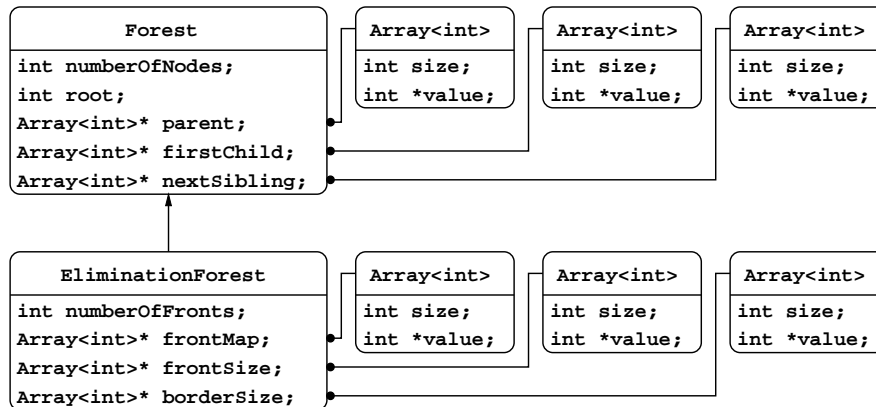 Forest
int numberOfNodes;
int root;
Array<int>* parent;
Array<int>* firstChild;
Array<int>* nextSibling;
Array<int>
int size;
int *value;
Array<int>
int size;
int *value;
Array<int>
int size;
int *value;
EliminationForest
int numberOfFronts;
Array<int>* frontMap;
Array<int>* frontSize;
Array<int>* borderSize;
Array<int>
int size;
int *value;
Array<int>
int size;
int *value;
Array<int>
int size;
int *value;